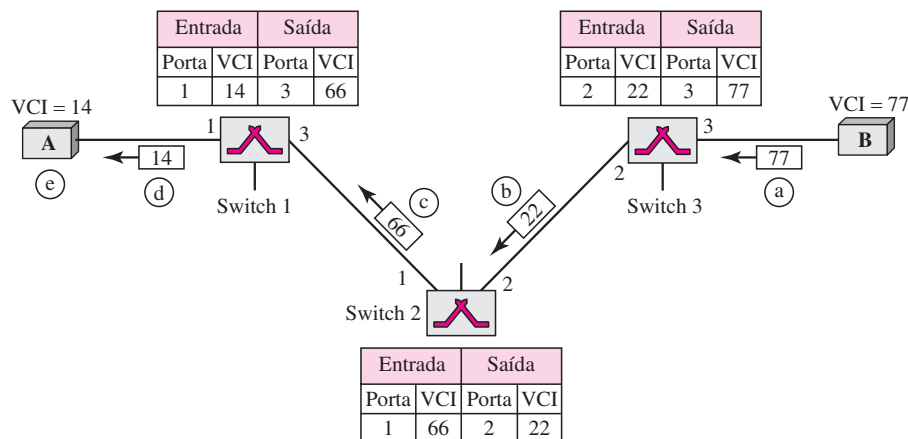 Entrada Saída
Porta VCI Porta VCI
1 14 3 66
Entrada Saída
Porta VCI Porta VCI
2 22 3 77
VCI = 14
VCI = 77
A
1
3
14
e
d
Switch 1
c
66
b
22
2
3
Switch 3
77
a
B
1
2
Switch 2
Entrada Saída
Porta VCI Porta VCI
1 66 2 22